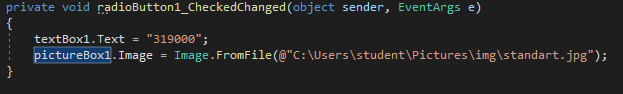 private void radioButton1_CheckedChanged(object sender, EventArgs e)
{
textBox1.Text = "319000";
pictureBox1.Image = Image.FromFile(@"C:\Users\student\Pictures\img\standart.jpg");
}